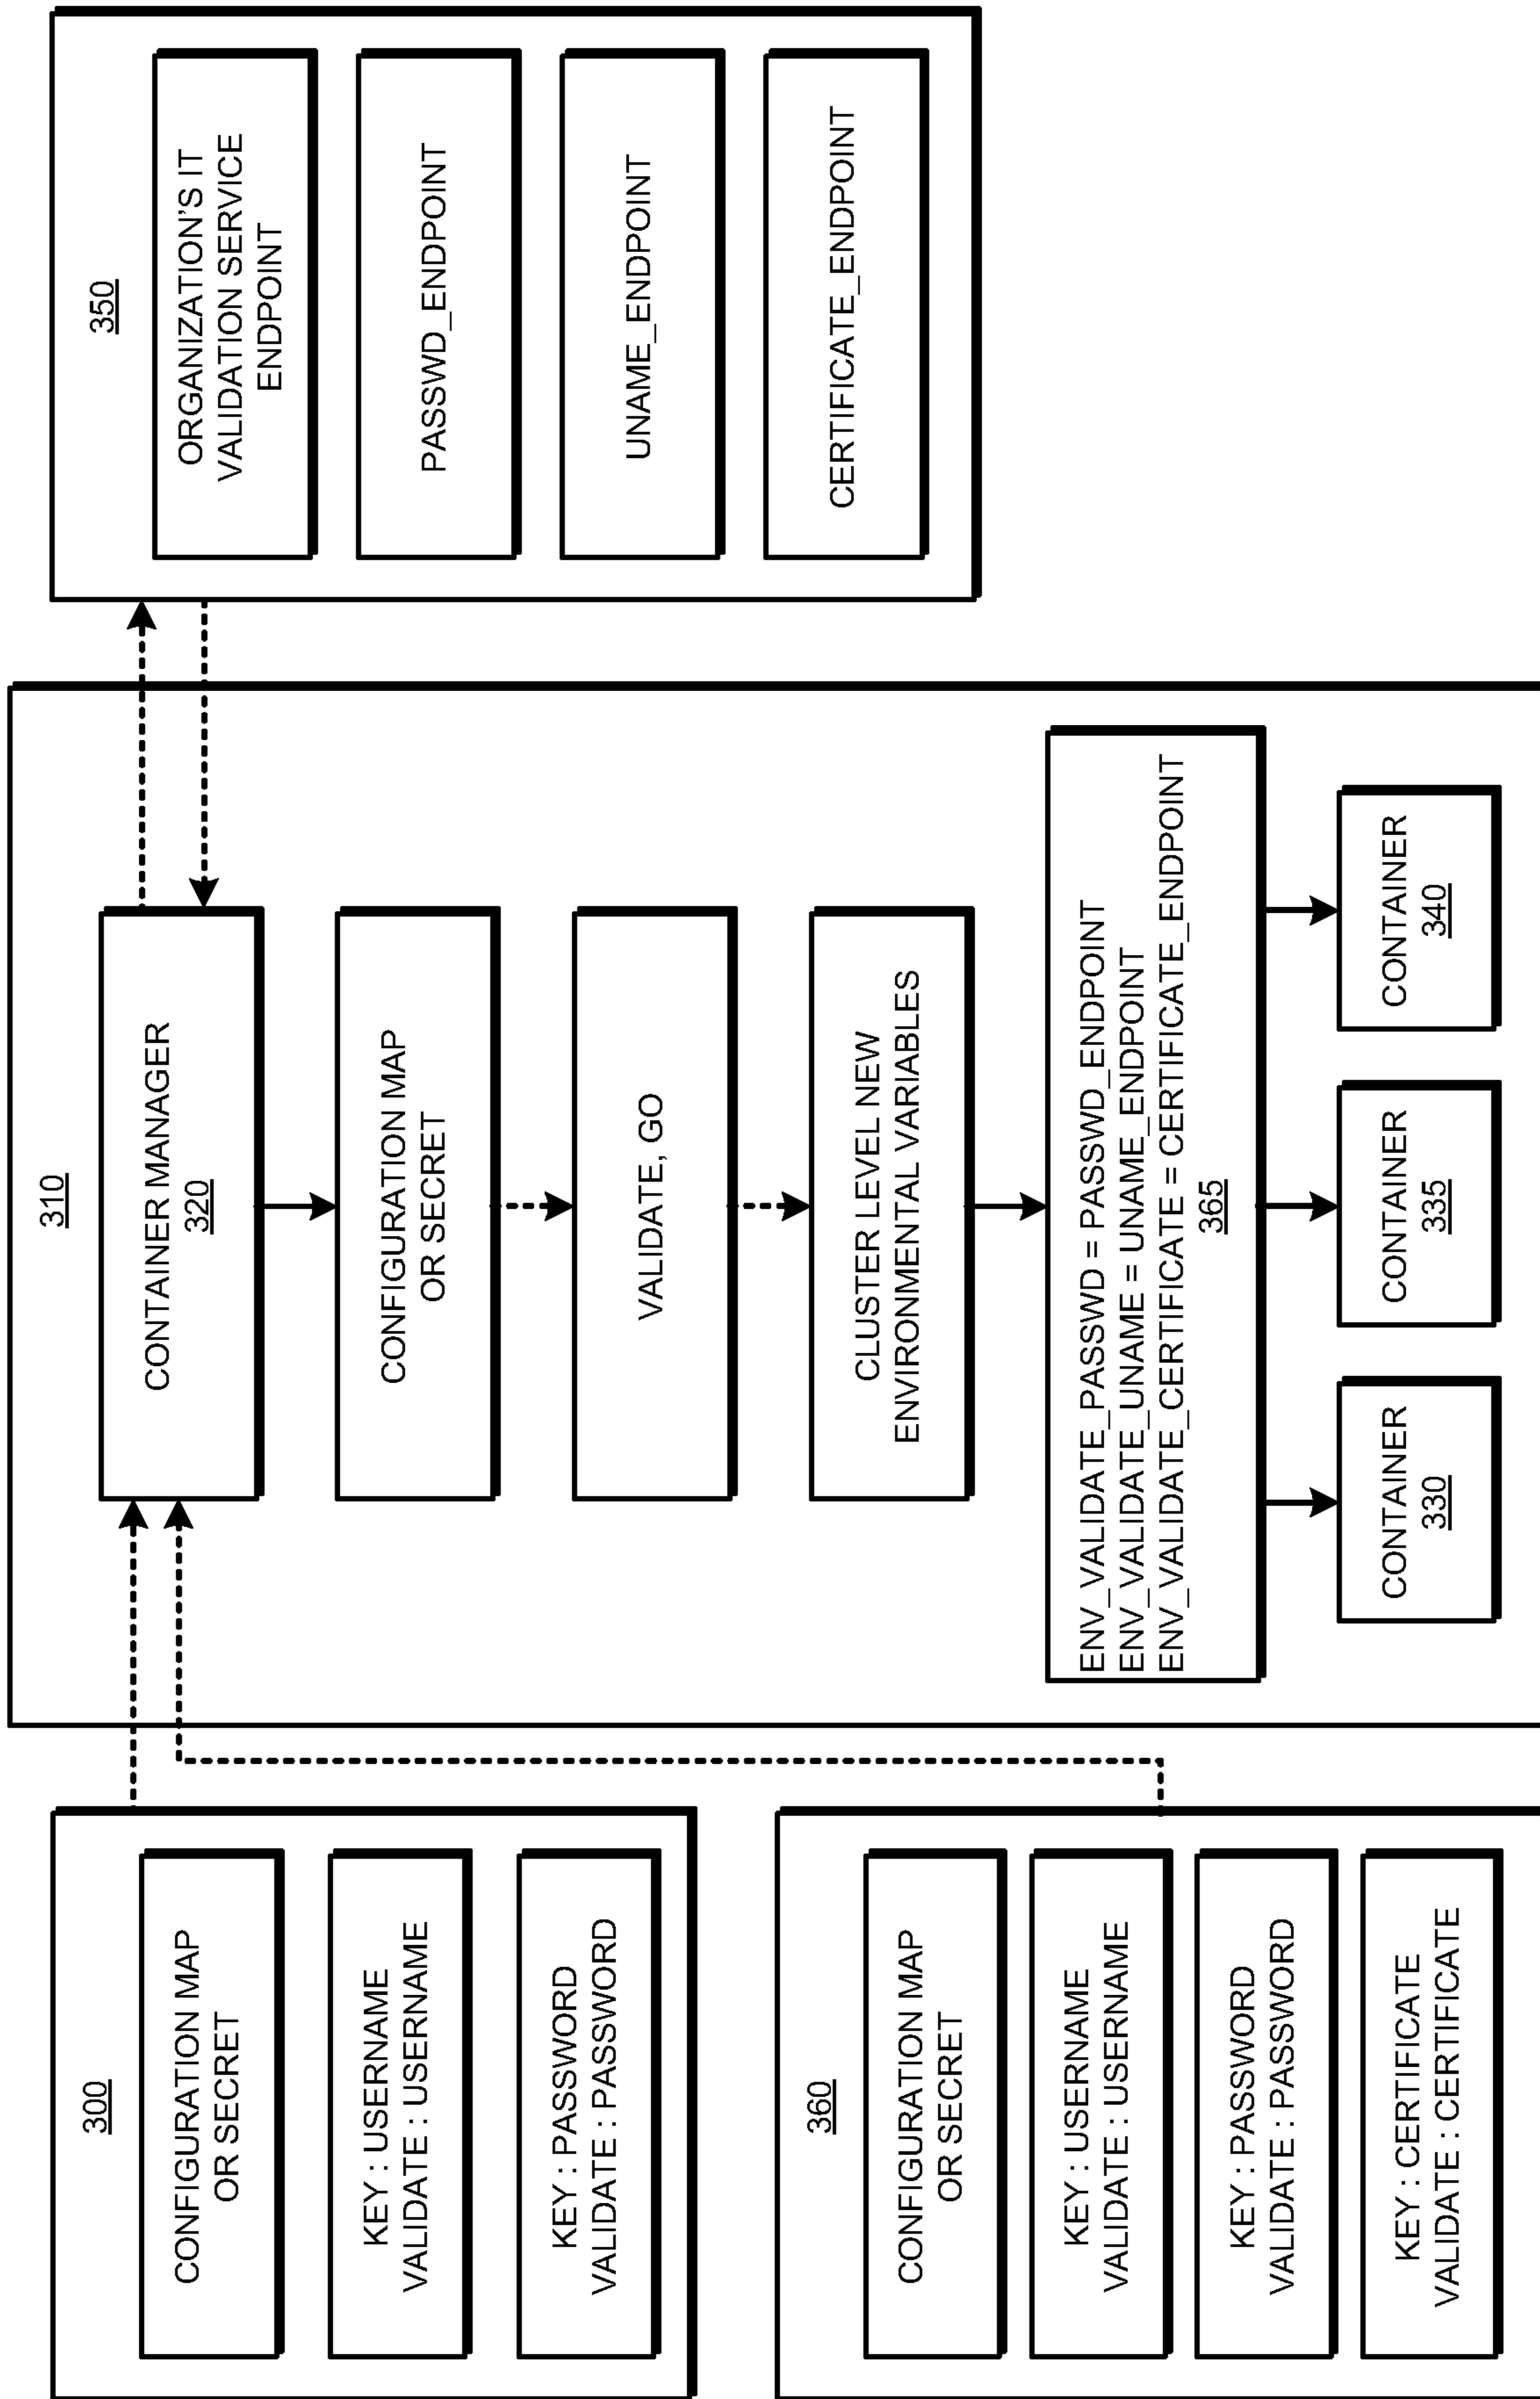 300
CONFIGURATION MAP
OR SECRET
KEY : USERNAME
VALIDATE : USERNAME
KEY : PASSWORD
VALIDATE : PASSWORD
360
CONFIGURATION MAP
OR SECRET
KEY : USERNAME
VALIDATE : USERNAME
KEY : PASSWORD
VALIDATE : PASSWORD
KEY : CERTIFICATE
VALIDATE : CERTIFICATE
310
CONTAINER MANAGER
320
CONFIGURATION MAP
OR SECRET
VALIDATE, GO
CLUSTER LEVEL NEW
ENVIRONMENTAL VARIABLES
ENV_VALIDATE_PASSWD = PASSWD_ENDPOINT
ENV_VALIDATE_UNAME = UNAME_ENDPOINT
ENV_VALIDATE_CERTIFICATE = CERTIFICATE_ENDPOINT
365
CONTAINER
330
CONTAINER
335
CONTAINER
340
350
ORGANIZATION'S IT
VALIDATION SERVICE
ENDPOINT
PASSWD_ENDPOINT
UNAME_ENDPOINT
CERTIFICATE_ENDPOINT